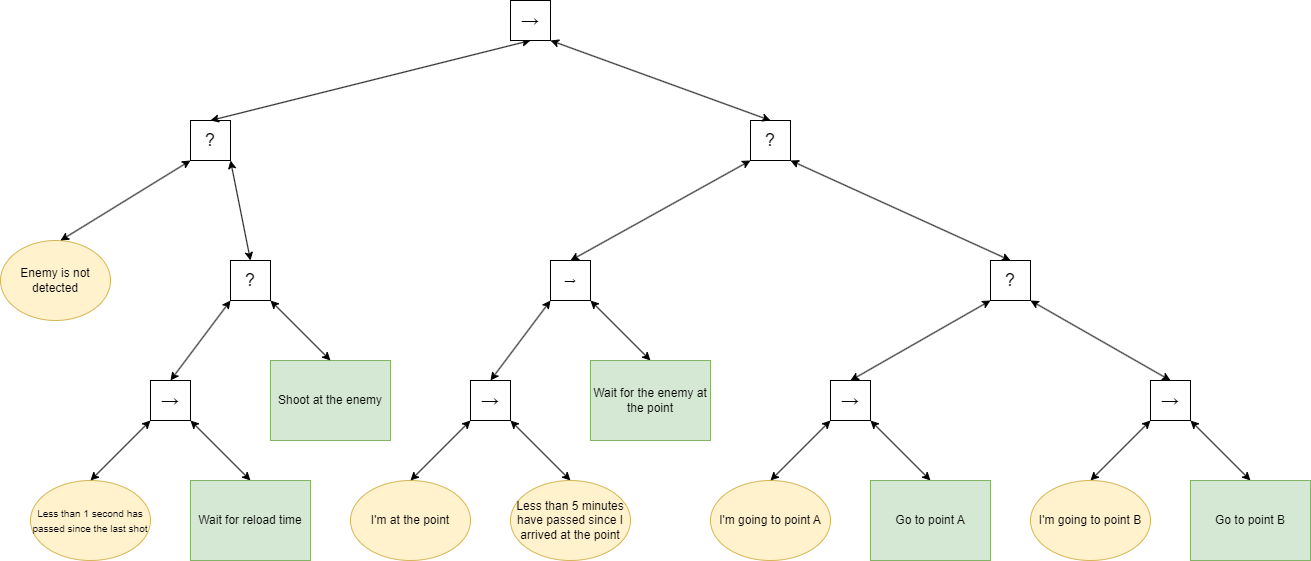 →
?
?
Enemy is not
detected
?
→
?
→
Shoot at the enemy
→
Wait for the enemy at
the point
→
→
Less than 1 second has
passed since the last shot
Wait for reload time
I'm at the point
Less than 5 minutes
have passed since I
arrived at the point
I'm going to point A
Go to point A
I'm going to point B
Go to point B